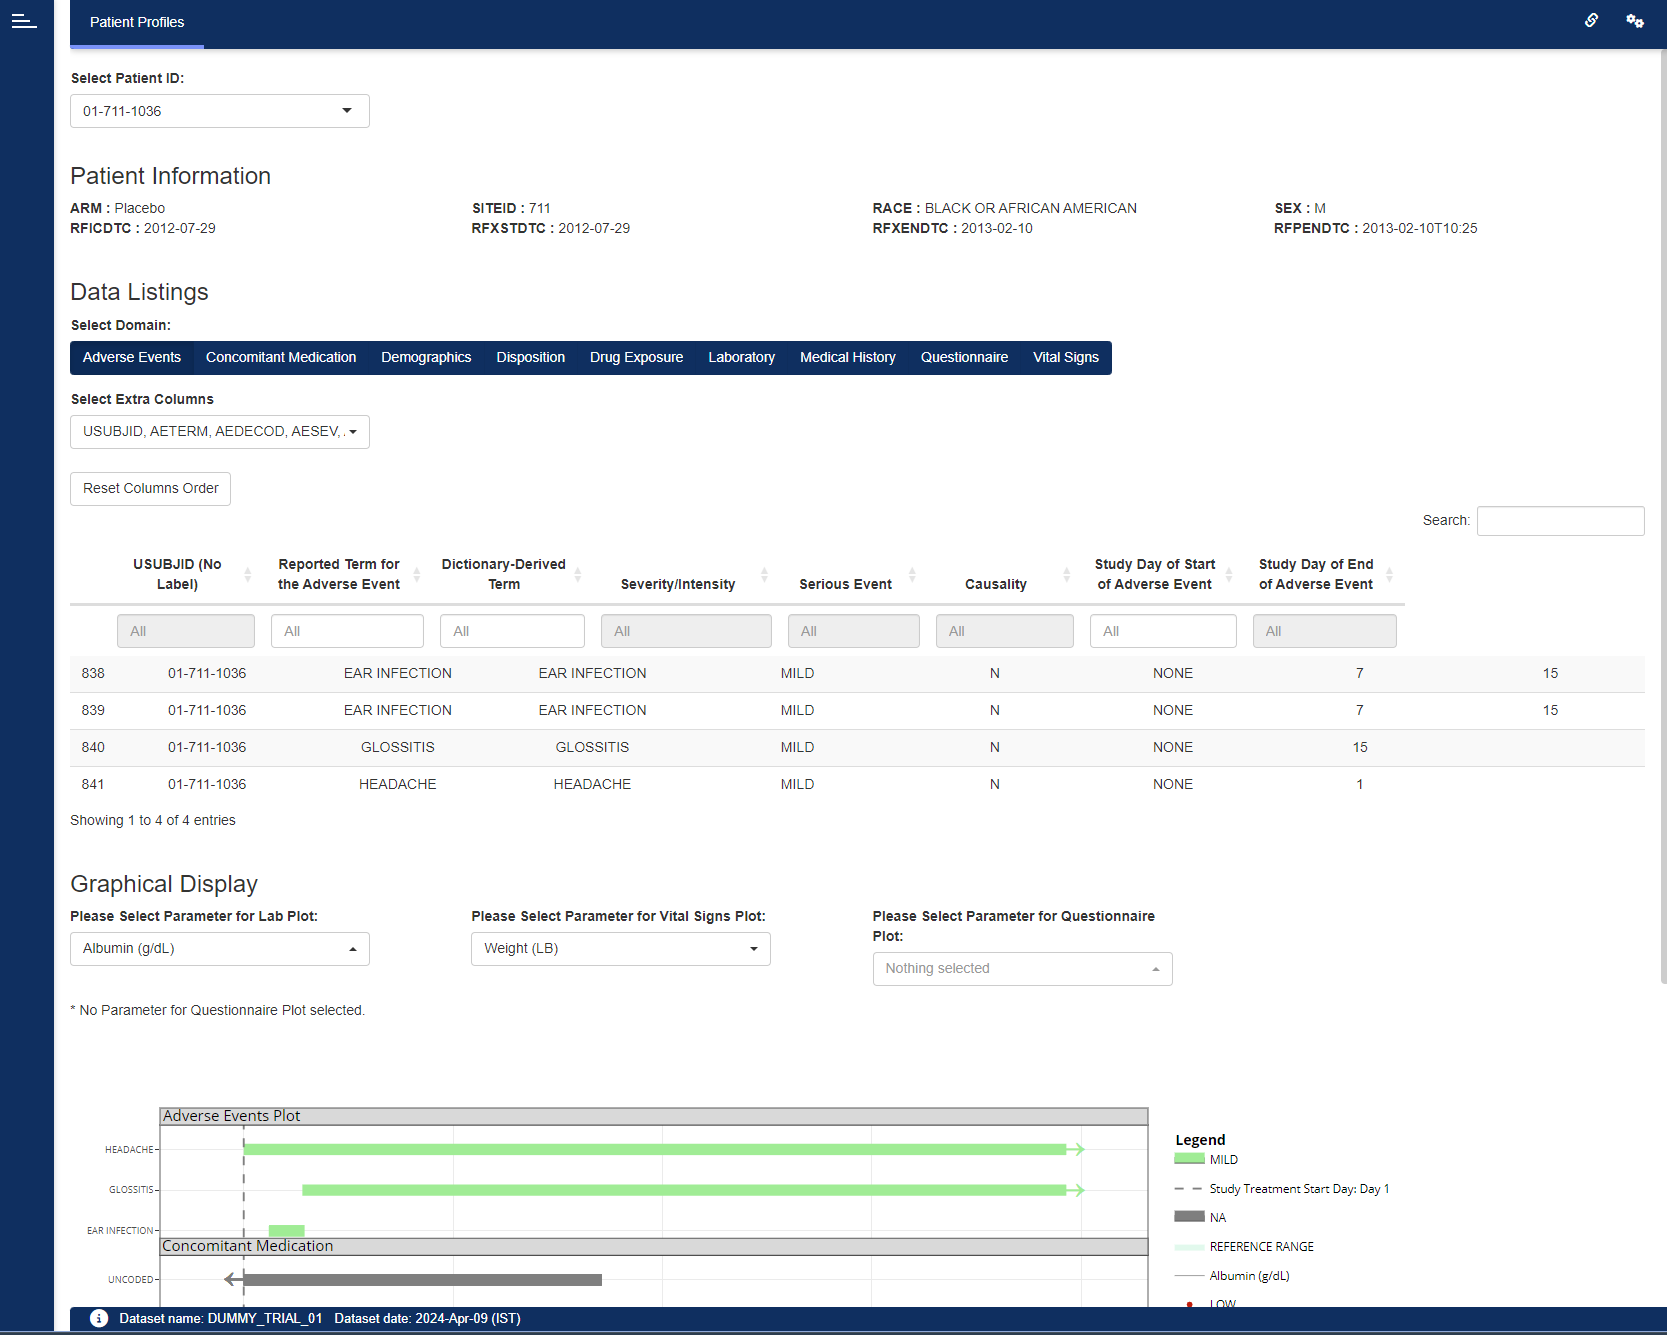 Patient Profiles
Select Patient ID:
01-711-1036
Patient Information
ARM : Placebo
SITEID : 711
RACE : BLACK OR AFRICAN AMERICAN
SEX : M
RFICDTC : 2012-07-29
RFXSTDTC : 2012-07-29
RFXENDTC : 2013-02-10
RFPENDTC : 2013-02-10T10:25
Data Listings
Select Domain:
Adverse Events Concomitant Medication Demographics Disposition Drug Exposure Laboratory Medical History Questionnaire Vital Signs
Select Extra Columns
USUBJID, AETERM, AEDECOD, AESEV, .
Reset Columns Order
Search:
USUBJID (No Label)
Reported Term for the Adverse Event
Dictionary-Derived Term
Severity/Intensity
Serious Event
Causality
Study Day of Start of Adverse Event
Study Day of End of Adverse Event
All All All All All All All All
838 01-711-1036 EAR INFECTION EAR INFECTION MILD N NONE 7 15
839 01-711-1036 EAR INFECTION EAR INFECTION MILD N NONE 7 15
840 01-711-1036 GLOSSITIS GLOSSITIS MILD N NONE 15
841 01-711-1036 HEADACHE HEADACHE MILD N NONE 1
Showing 1 to 4 of 4 entries
Graphical Display
Please Select Parameter for Lab Plot:
Albumin (g/dL)
Please Select Parameter for Vital Signs Plot:
Weight (LB)
Please Select Parameter for Questionnaire
Plot:
Nothing selected
* No Parameter for Questionnaire Plot selected.
Adverse Events Plot
HEADACHE
GLOSSITIS
EAR INFECTION
Concomitant Medication
UNCODED
Legend
MILD
Study Treatment Start Day: Day 1
NA
REFERENCE RANGE
Albumin (g/dL)
LOW
Dataset name: DUMMY_TRIAL_01 Dataset date: 2024-Apr-09 (IST)